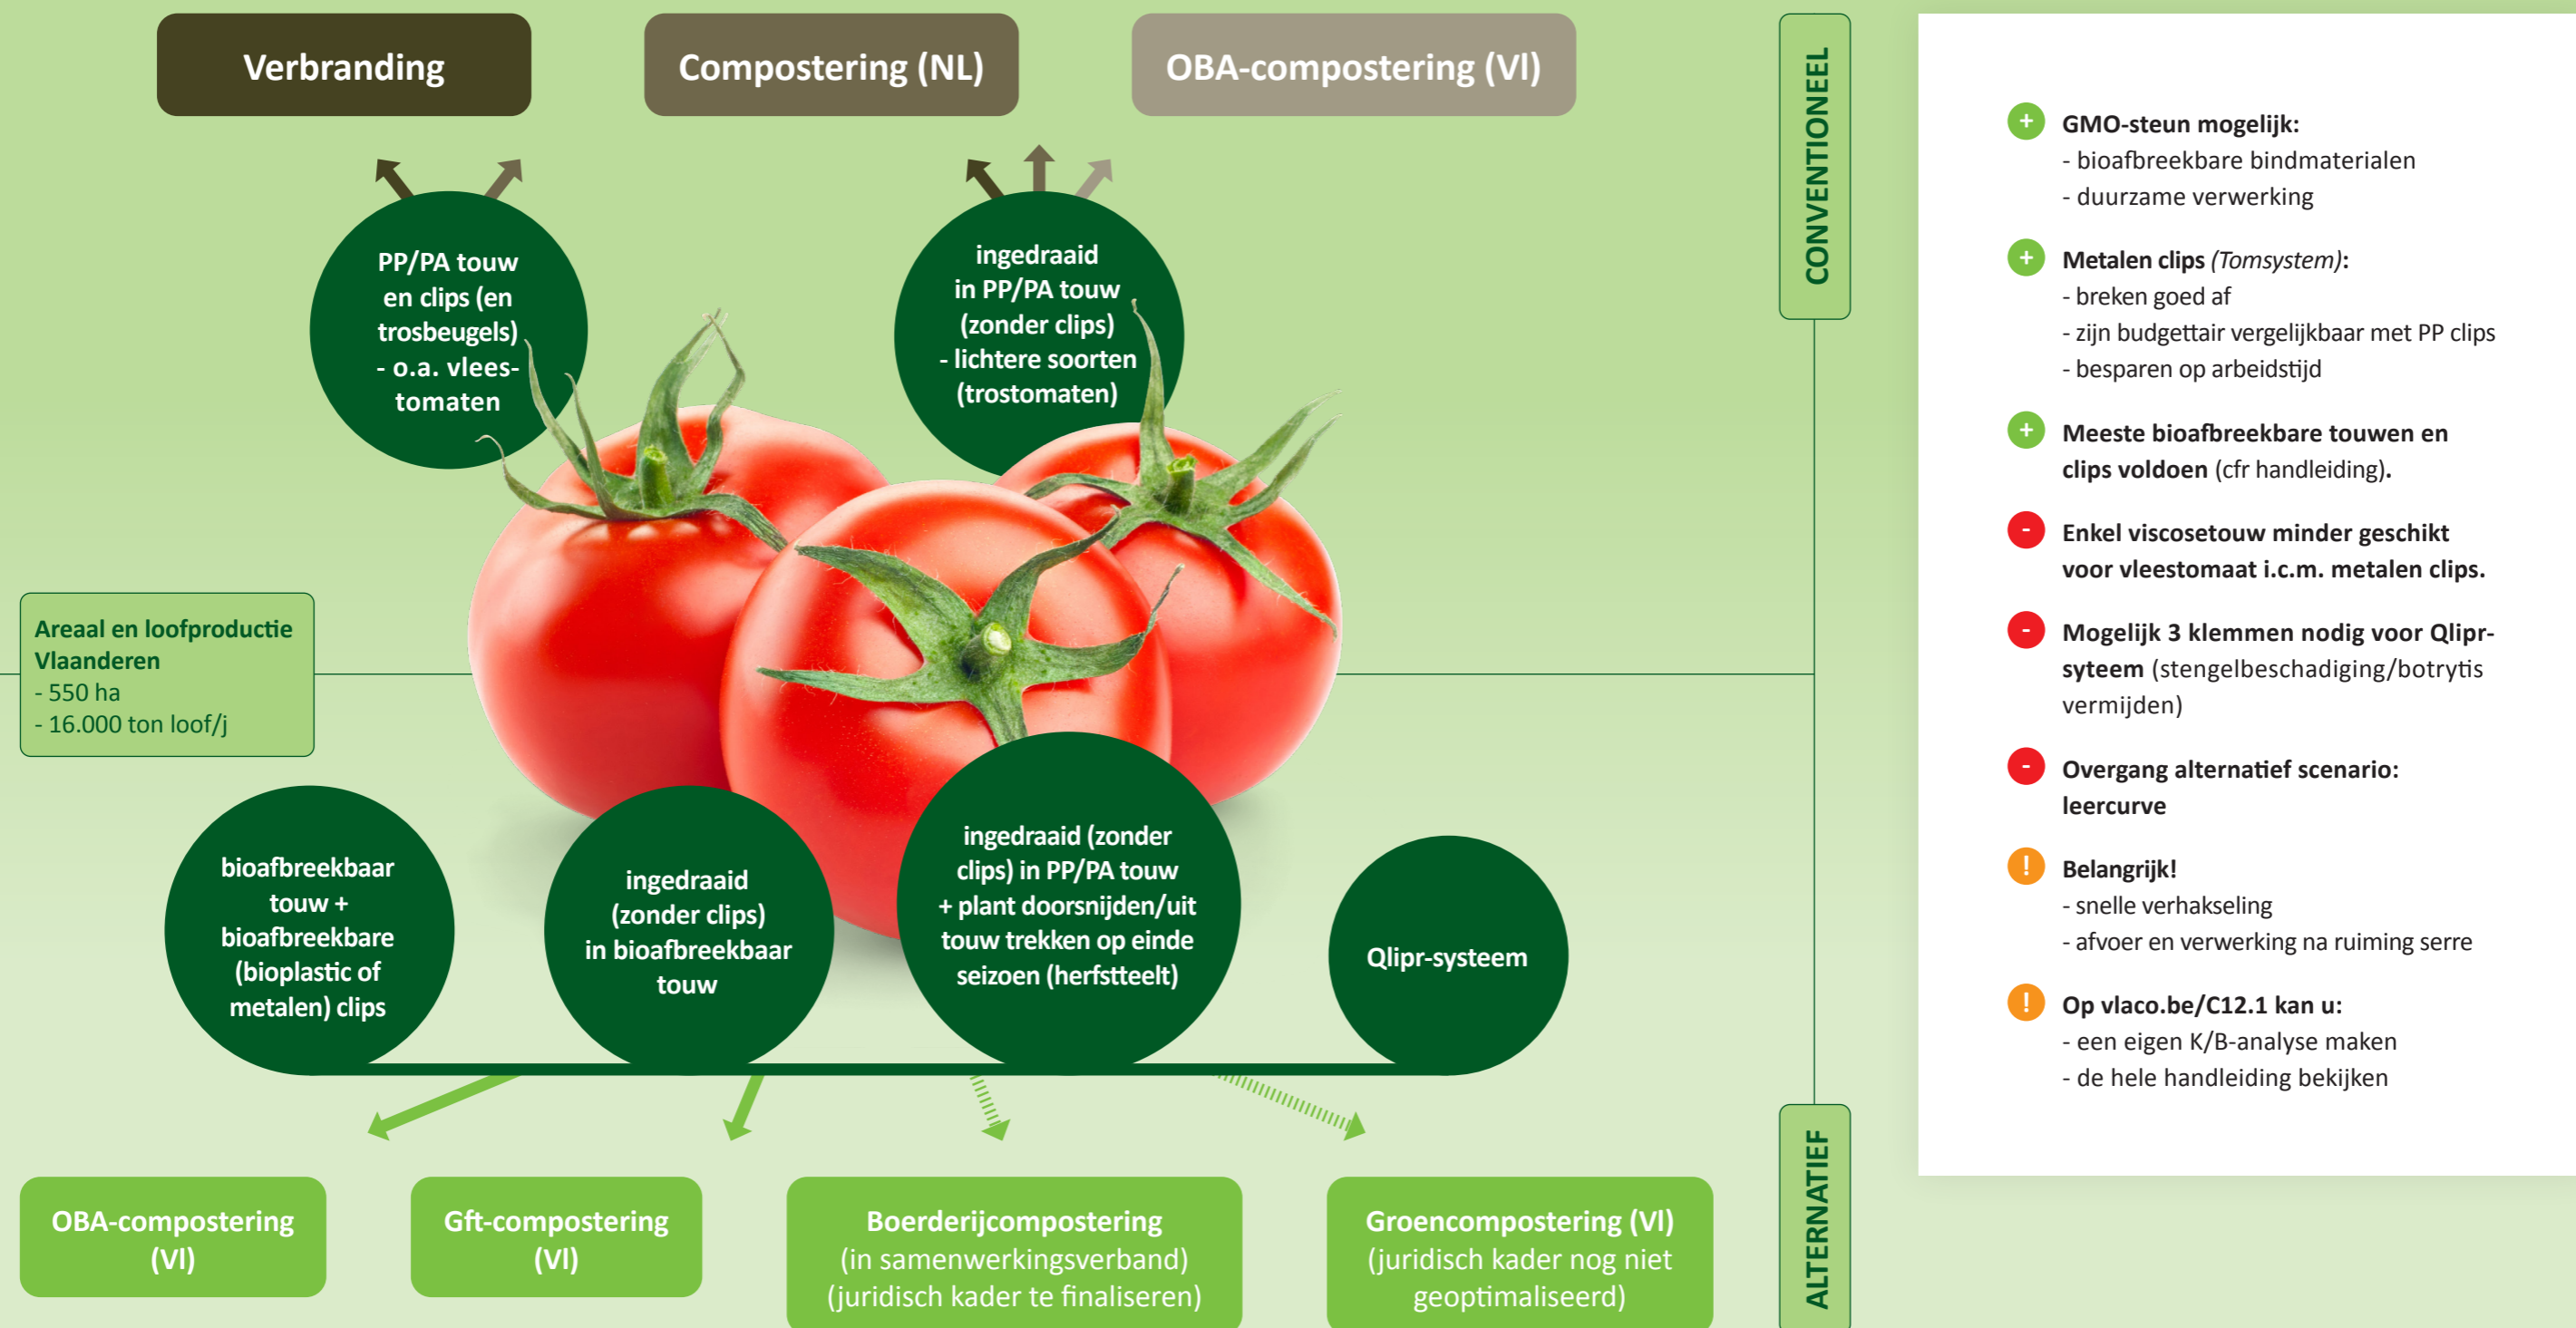 Verbranding
Compostering (NL)
OBA-compostering (Vl)
CONVENTIONEEL
PP/PA touw
en clips (en
trosbeugels)
- o.a. vlees-
tomaten
ingedraaid
in PP/PA touw
(zonder clips)
- lichtere soorten
(trostomaten)
Areaal en loofproductie
Vlaanderen
- 550 ha
- 16.000 ton loof/j
bioafbreekbaar
touw +
bioafbreekbare
(bioplastic of
metalen) clips
ingedraaid
(zonder clips)
in bioafbreekbaar
touw
ingedraaid (zonder
clips) in PP/PA touw
+ plant doorsnijden/uit
touw trekken op einde
seizoen (herfstteelt)
Qlipr-systeem
OBA-compostering
(Vl)
Gft-compostering
(Vl)
Boerderijcompostering
(in samenwerkingsverband)
(juridisch kader te finaliseren)
Groencompostering (Vl)
(juridisch kader nog niet
geoptimaliseerd)
ALTERNATIEF
+ GMO-steun mogelijk:
- bioafbreekbare bindmaterialen
- duurzame verwerking
+ Metalen clips (Tomsystem):
- breken goed af
- zijn budgettair vergelijkbaar met PP clips
- besparen op arbeidstijd
+ Meeste bioafbreekbare touwen en
clips voldoen (cfr handleiding).
- Enkel viscosetouw minder geschikt
voor vleestomaat i.c.m. metalen clips.
- Mogelijk 3 klemmen nodig voor Qlipr-
syteem (stengelbeschadiging/botrytis
vermijden)
- Overgang alternatief scenario:
leercurve
! Belangrijk!
- snelle verhakseling
- afvoer en verwerking na ruiming serre
! Op vlaco.be/C12.1 kan u:
- een eigen K/B-analyse maken
- de hele handleiding bekijken